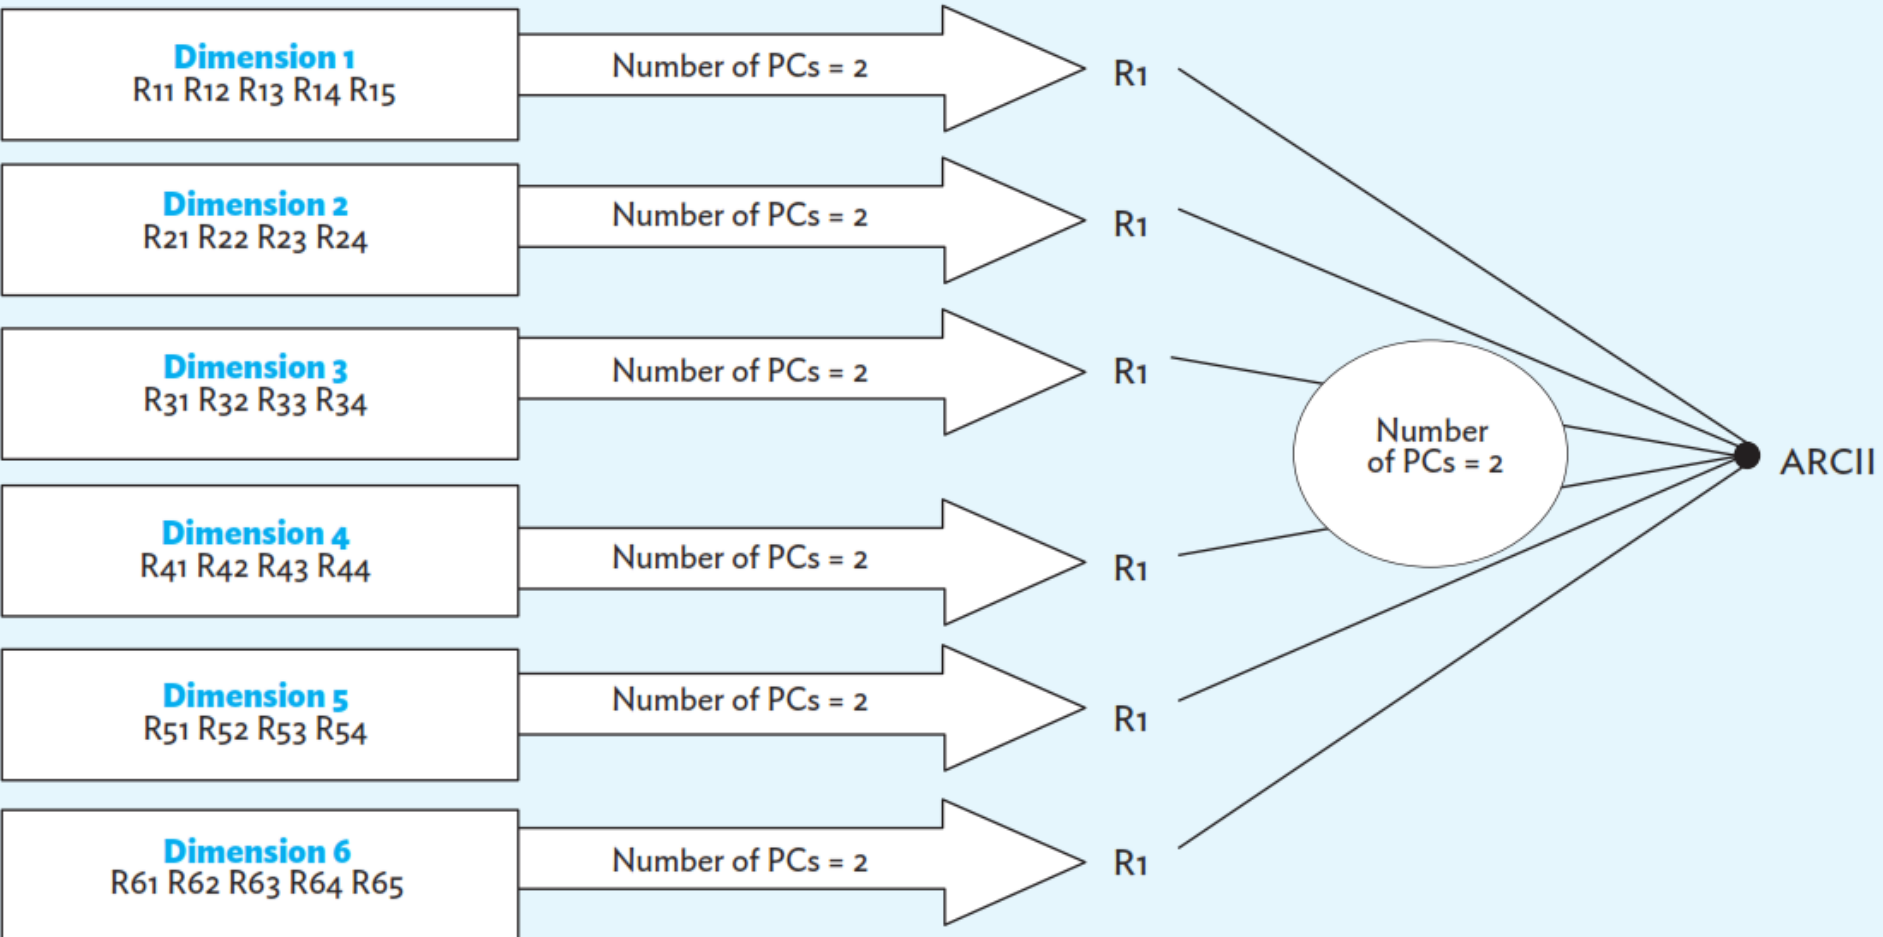 Dimension 1
R11 R12 R13 R14 R15
Number of PCs = 2
R1
Dimension 2
R21 R22 R23 R24
Number of PCs = 2
R1
Dimension 3
R31 R32 R33 R34
Number of PCs = 2
R1
Number
of PCs = 2
ARCII
Dimension 4
R41 R42 R43 R44
Number of PCs = 2
R1
Dimension 5
R51 R52 R53 R54
Number of PCs = 2
R1
Dimension 6
R61 R62 R63 R64 R65
Number of PCs = 2
R1